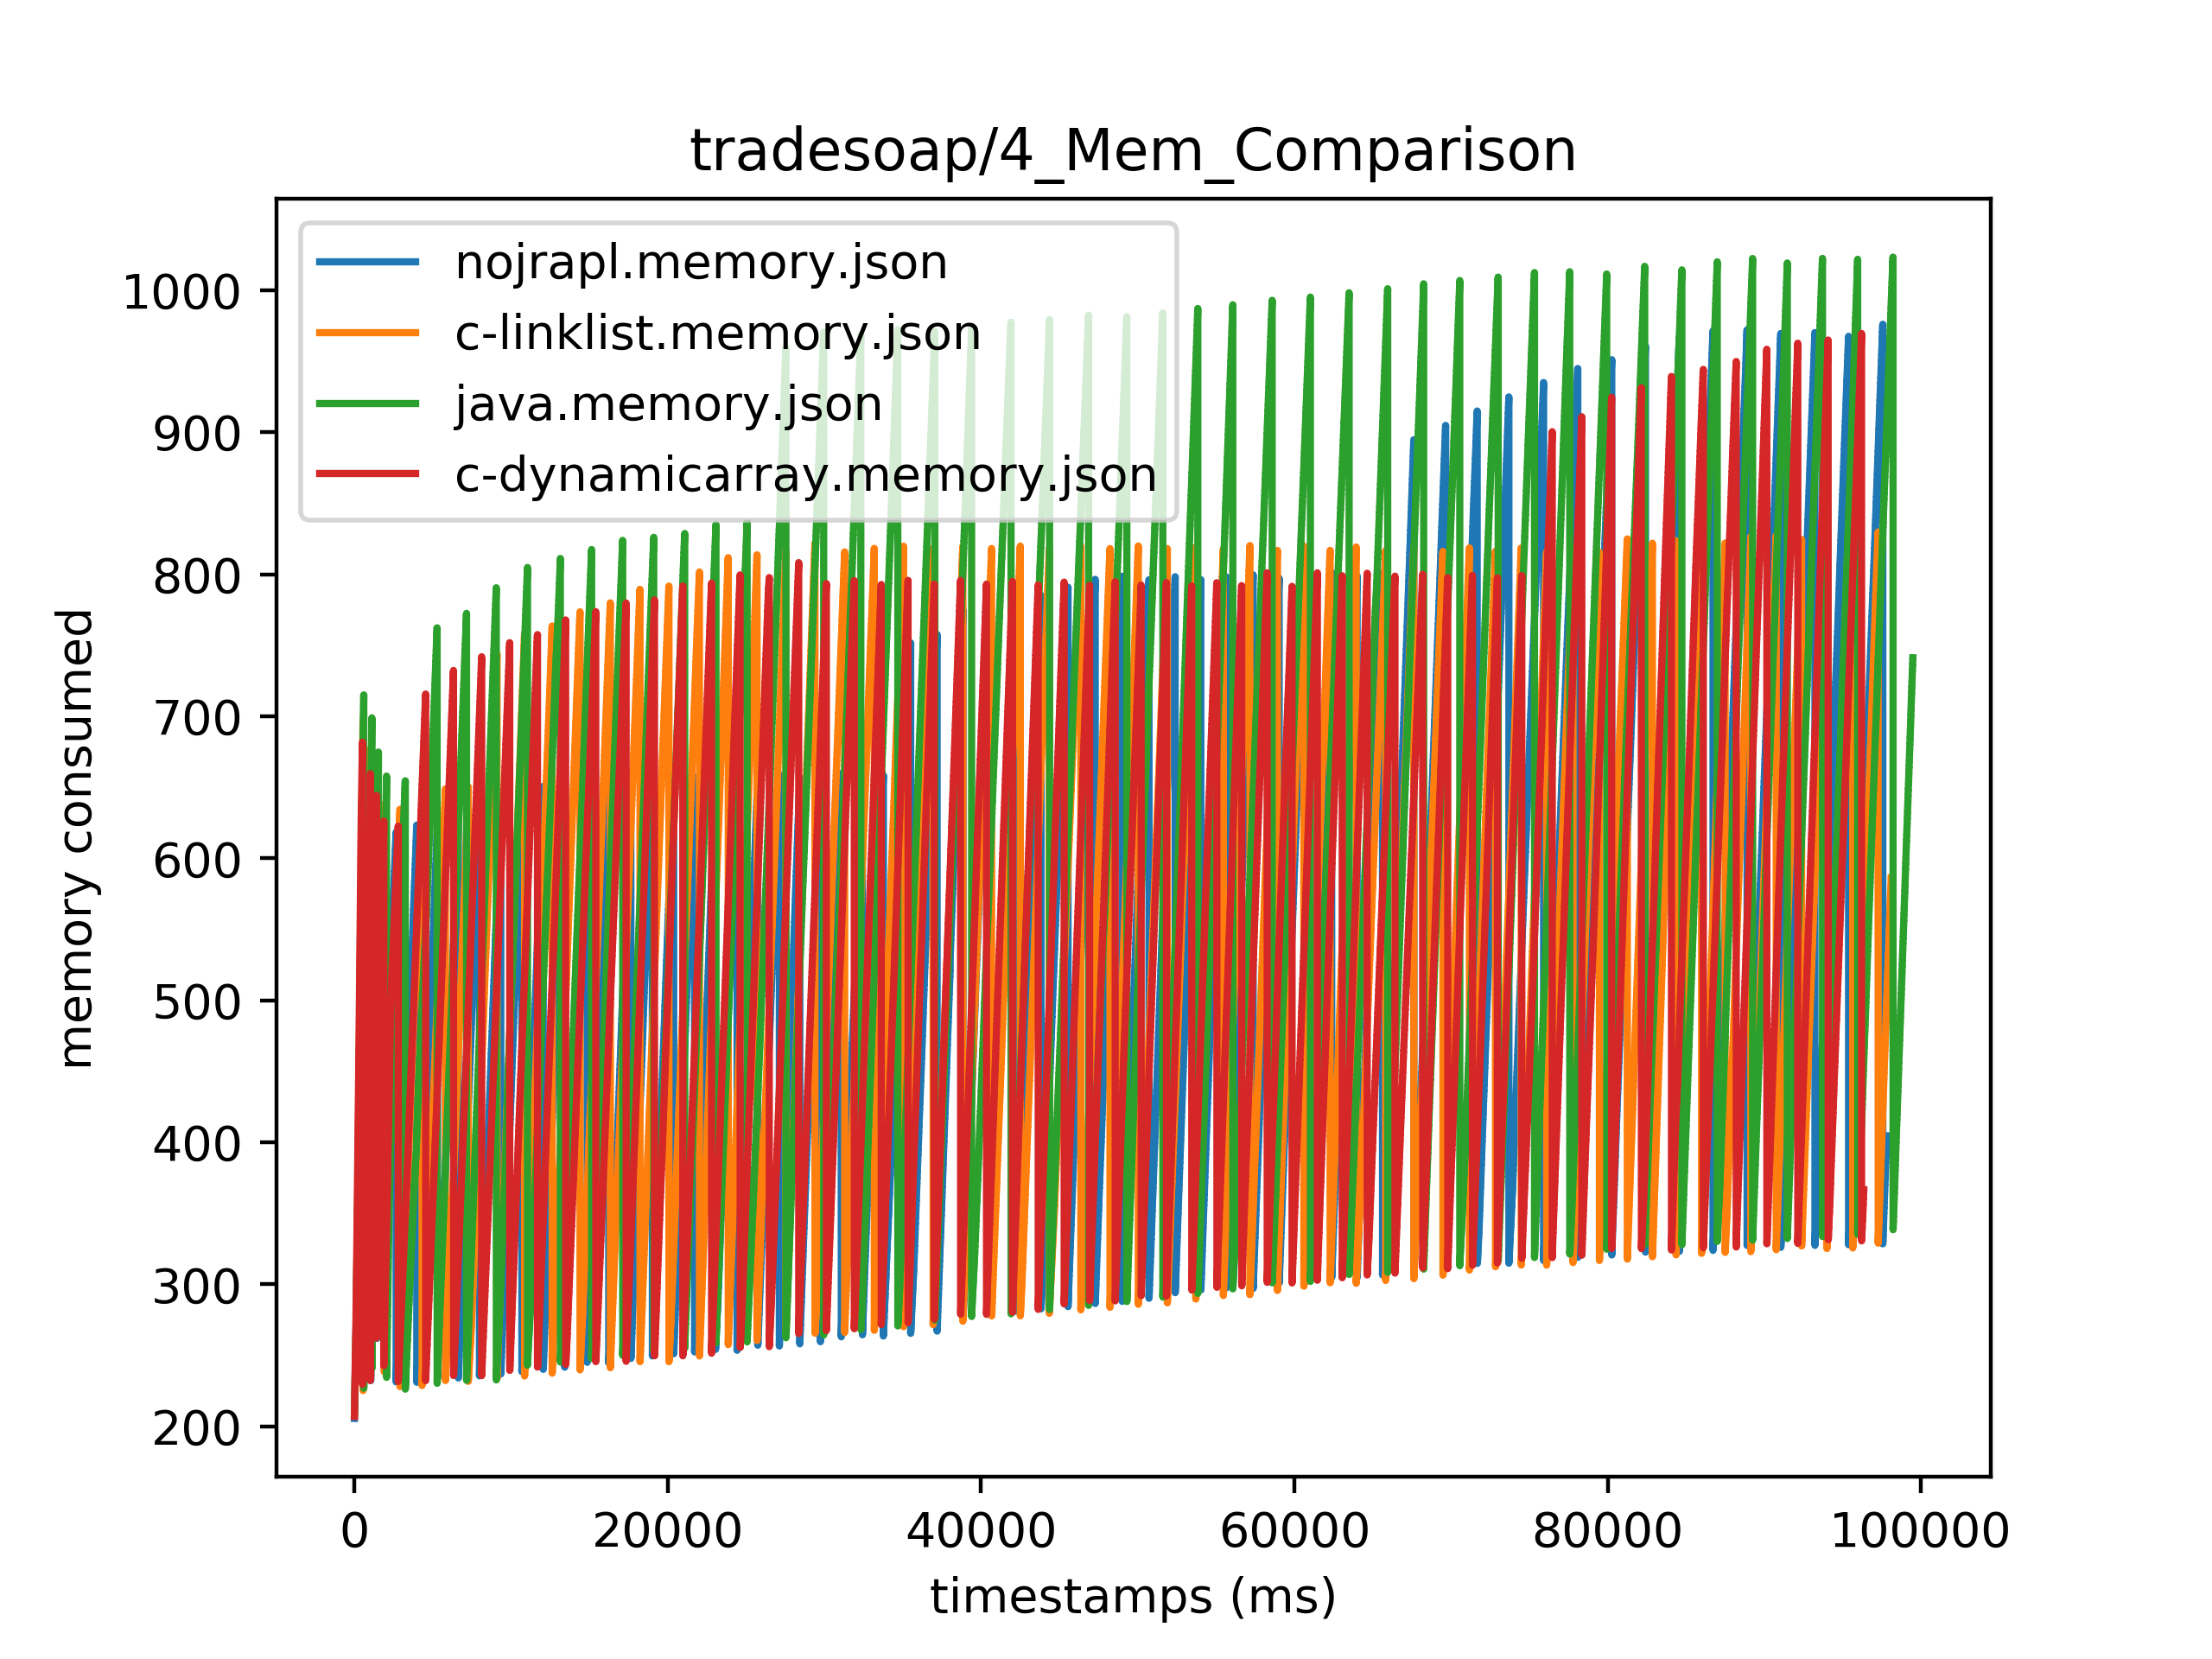 tradesoap/4_Mem_Comparison
nojrapl.memory.json
c-linklist.memory.json
java.memory.json
c-dynamicarray.memory.json
memory consumed
1000
900
800
700
600
500
400
300
200
0 20000 40000 60000 80000 100000
timestamps (ms)